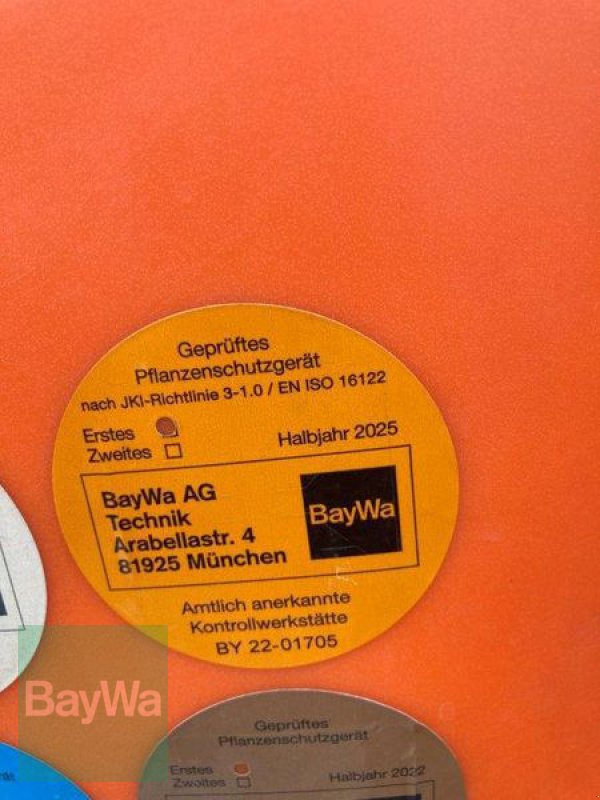 Geprüftes
Pflanzenschutzgerät
nach JKI-Richtlinie 3-1.0 / EN ISO 16122
Erstes
Zweites
Halbjahr 2025
BayWa AG
Technik
Arabellastr. 4
81925 München
BayWa
Amtlich anerkannte
Kontrollwerkstätte
BY 22-01705
BayWa
Geprüftes
Pflanzenschutzgerät
Erstes
Zweites
Halbjahr 2022